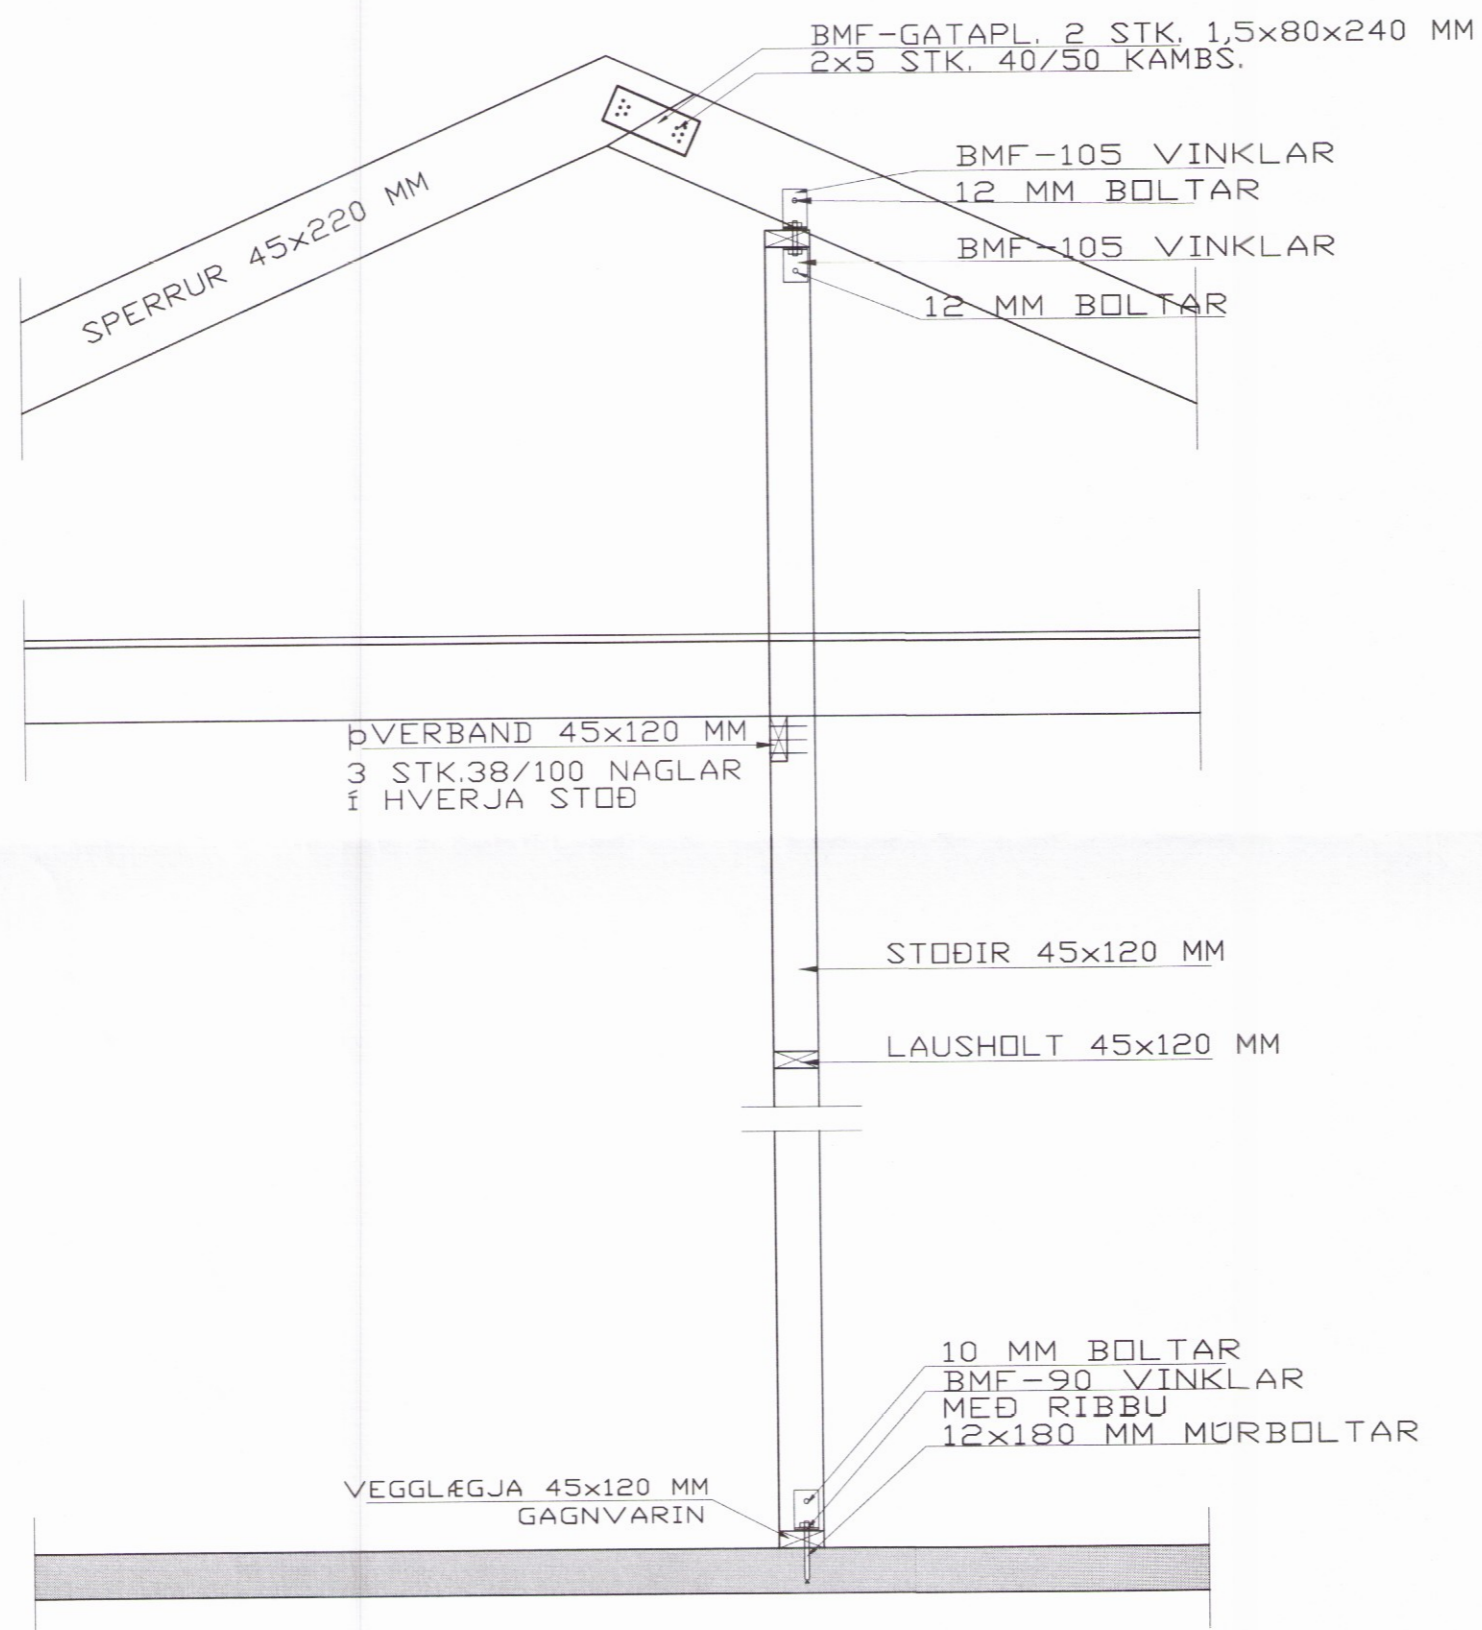 BMF-GATAPL. 2 STK. 1,5x80x240 MM
2x5 STK. 40/50 KAMBS.
BMF-105 VINKLAR
12 MM BOLTAR
SPERRUR 45x220 MM
BMF-105 VINKLAR
12 MM BOLTAR
ÞVERBAND 45x120 MM
3 STK.38/100 NAGLAR
Í HVERJA STOÐ
STOÐIR 45x120 MM
LAUSHOLT 45x120 MM
10 MM BOLTAR
BMF-90 VINKLAR
MEÐ RIBBU
12x180 MM MÚRBOLTAR
VEGGLÆGJA 45x120 MM
GAGNVARIN